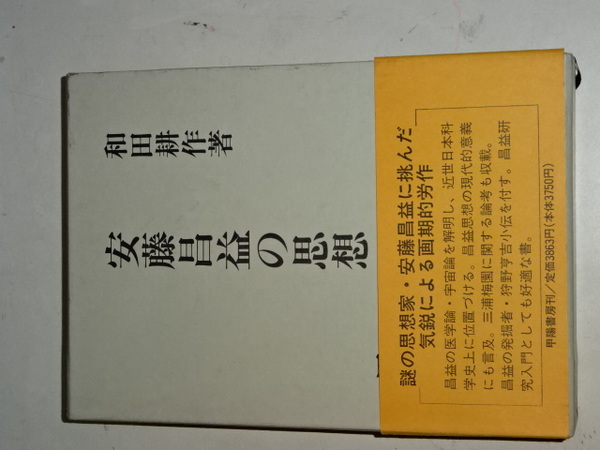 和田耕作著
安藤昌益の思想
謎の思想家・安藤昌益に挑んだ
気鋭による画期的労作
昌益の医学論・宇宙論を解明し、近世日本科
学史上に位置づける。昌益思想の現代的意義
にも言及。三浦梅園に関する論考も収載。
昌益の発掘者・狩野亨吉小伝を付す。昌益研
究入門としても好適な書。
甲陽書房刊/定価3863円(本体3750円)